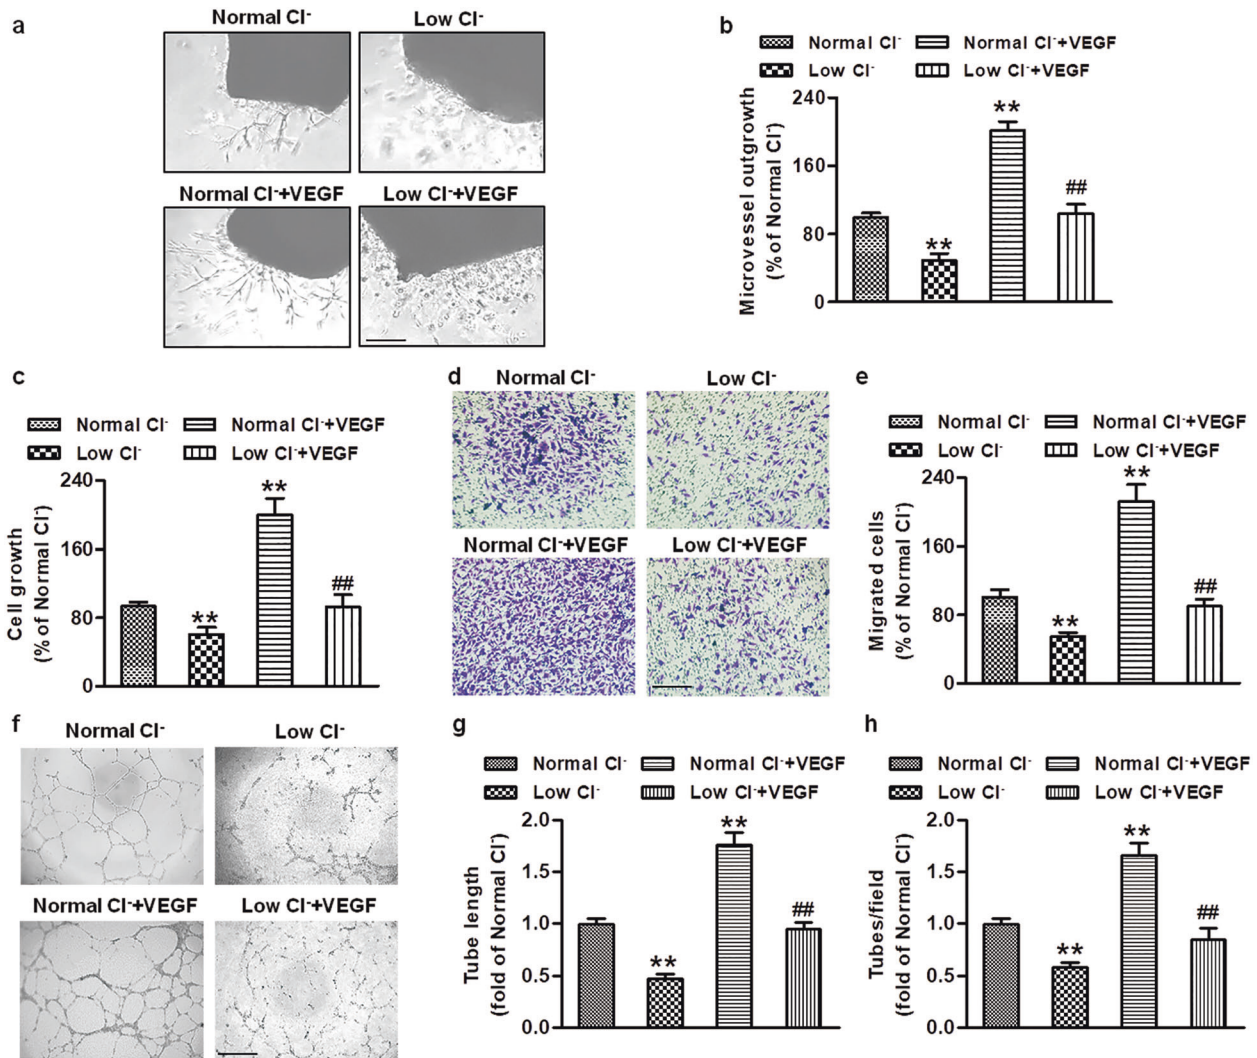 a
Normal Cl-
Low Cl-
Normal Cl-+VEGF
Low Cl-+VEGF
b
Normal Cl-
Normal Cl-+VEGF
Low Cl-
Low Cl-+VEGF
Microvessel outgrowth
(% of Normal Cl-)
240
160
80
0
**
**
##
c
Normal Cl-
Normal Cl-+VEGF
Low Cl-
Low Cl-+VEGF
Cell growth
(% of Normal Cl-)
240
160
80
0
**
**
##
d
Normal Cl-
Low Cl-
Normal Cl-+VEGF
Low Cl-+VEGF
e
Normal Cl-
Normal Cl-+VEGF
Low Cl-
Low Cl-+VEGF
Migrated cells
(% of Normal Cl-)
240
160
80
0
**
**
##
f
Normal Cl-
Low Cl-
Normal Cl-+VEGF
Low Cl-+VEGF
g
Normal Cl-
Normal Cl-+VEGF
Low Cl-
Low Cl-+VEGF
Tube length
(fold of Normal Cl-)
2.0
1.5
1.0
0.5
0.0
**
**
##
h
Normal Cl-
Normal Cl-+VEGF
Low Cl-
Low Cl-+VEGF
Tubes/field
(fold of Normal Cl-)
2.0
1.5
1.0
0.5
0.0
**
**
##